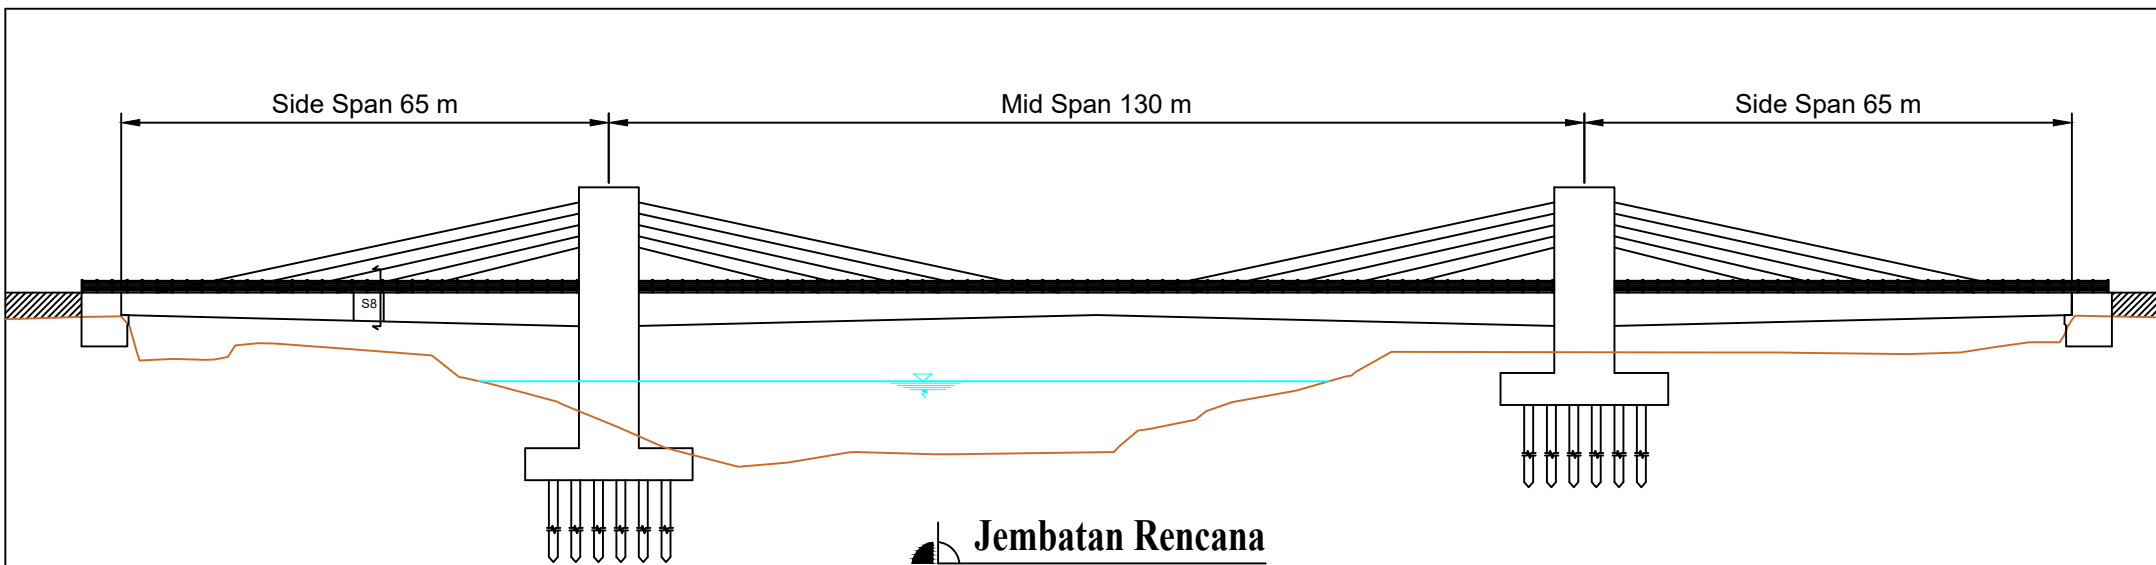 Side Span 65 m
Mid Span 130 m
Side Span 65 m
S8
Jembatan Rencana